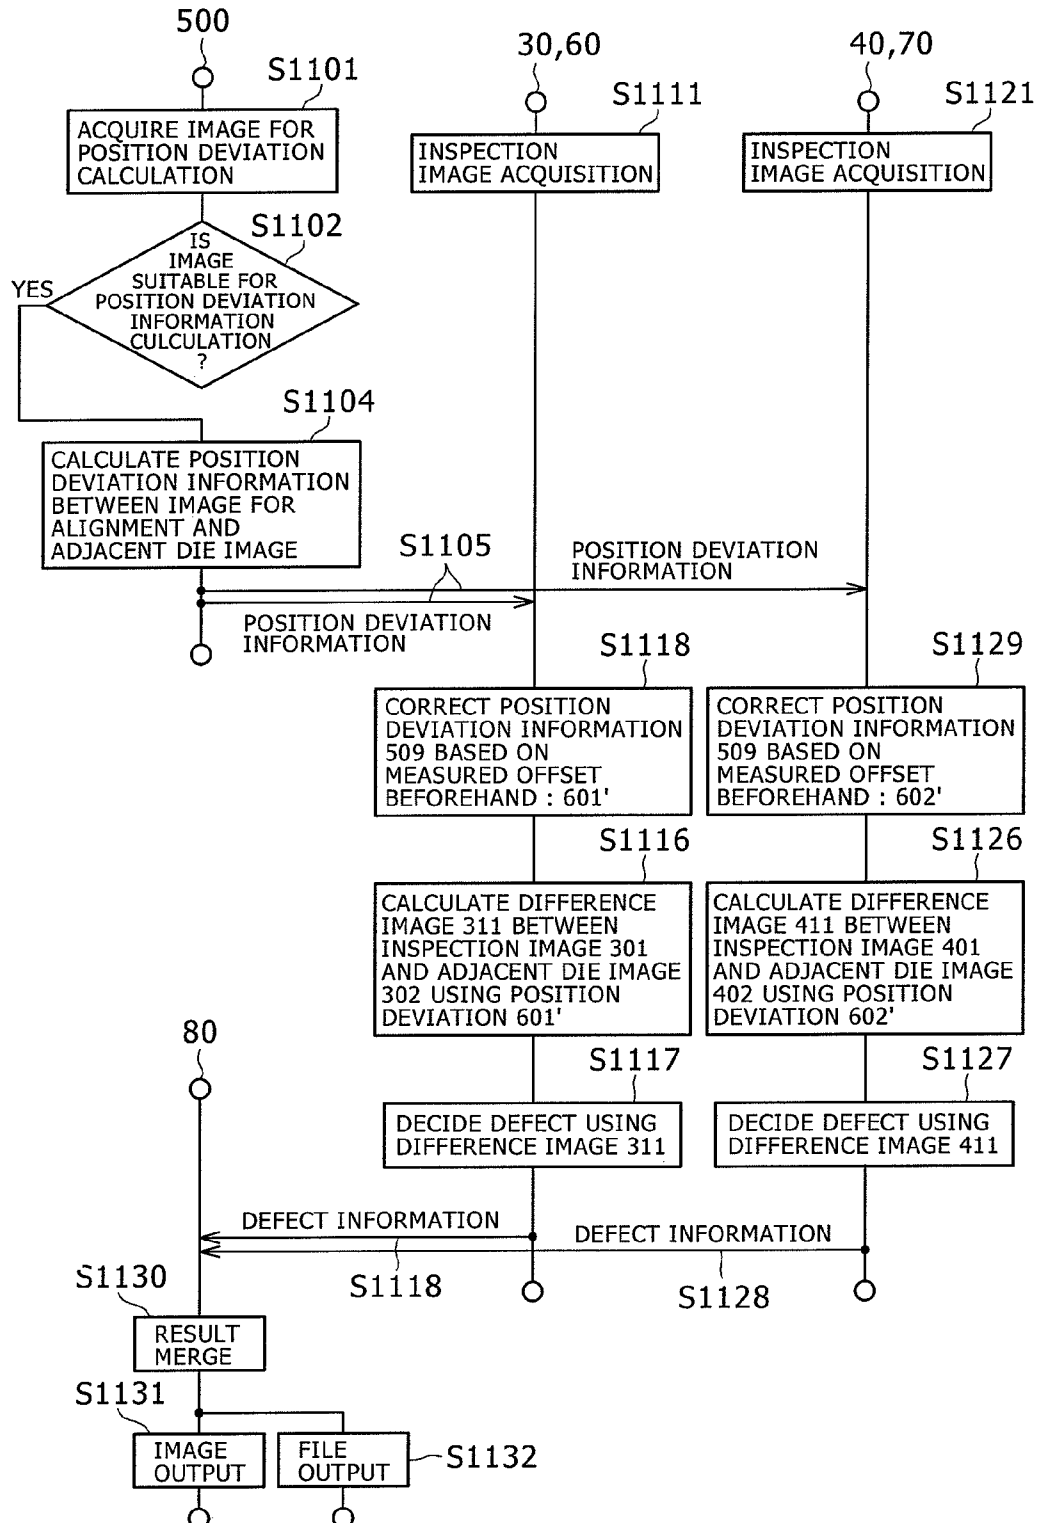 500
S1101
ACQUIRE IMAGE FOR
POSITION DEVIATION
CALCULATION
S1102
IS
IMAGE
SUITABLE FOR
POSITION DEVIATION
INFORMATION
CULCULATION
?
YES
S1104
CALCULATE POSITION
DEVIATION INFORMATION
BETWEEN IMAGE FOR
ALIGNMENT AND
ADJACENT DIE IMAGE
S1105
POSITION DEVIATION
INFORMATION
POSITION DEVIATION
INFORMATION
30,60
S1111
INSPECTION
IMAGE ACQUISITION
40,70
S1121
INSPECTION
IMAGE ACQUISITION
S1118
CORRECT POSITION
DEVIATION INFORMATION
509 BASED ON
MEASURED OFFSET
BEFOREHAND : 601'
S1129
CORRECT POSITION
DEVIATION INFORMATION
509 BASED ON
MEASURED OFFSET
BEFOREHAND : 602'
S1116
CALCULATE DIFFERENCE
IMAGE 311 BETWEEN
INSPECTION IMAGE 301
AND ADJACENT DIE IMAGE
302 USING POSITION
DEVIATION 601'
S1126
CALCULATE DIFFERENCE
IMAGE 411 BETWEEN
INSPECTION IMAGE 401
AND ADJACENT DIE IMAGE
402 USING POSITION
DEVIATION 602'
S1117
DECIDE DEFECT USING
DIFFERENCE IMAGE 311
S1127
DECIDE DEFECT USING
DIFFERENCE IMAGE 411
80
DEFECT INFORMATION
S1118
DEFECT INFORMATION
S1128
S1130
RESULT
MERGE
S1131
IMAGE
OUTPUT
FILE
OUTPUT
S1132